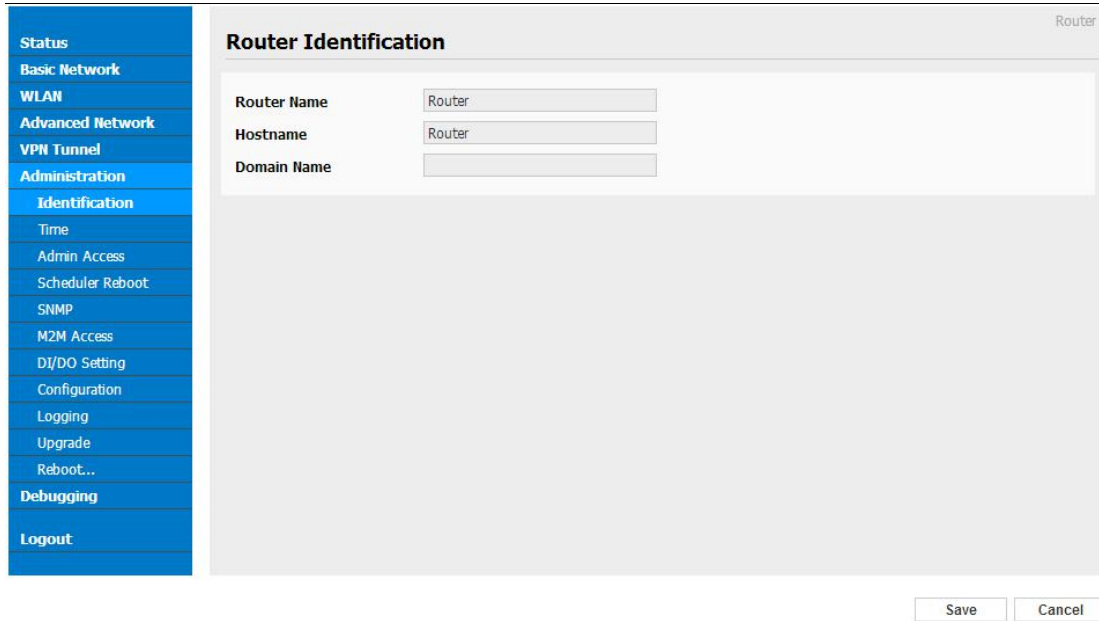 Router
Status
Basic Network
WLAN
Advanced Network
VPN Tunnel
Administration
Identification
Time
Admin Access
Scheduler Reboot
SNMP
M2M Access
DI/DO Setting
Configuration
Logging
Upgrade
Reboot...
Debugging
Logout
Router Identification
Router Name Router
Hostname Router
Domain Name
Save Cancel